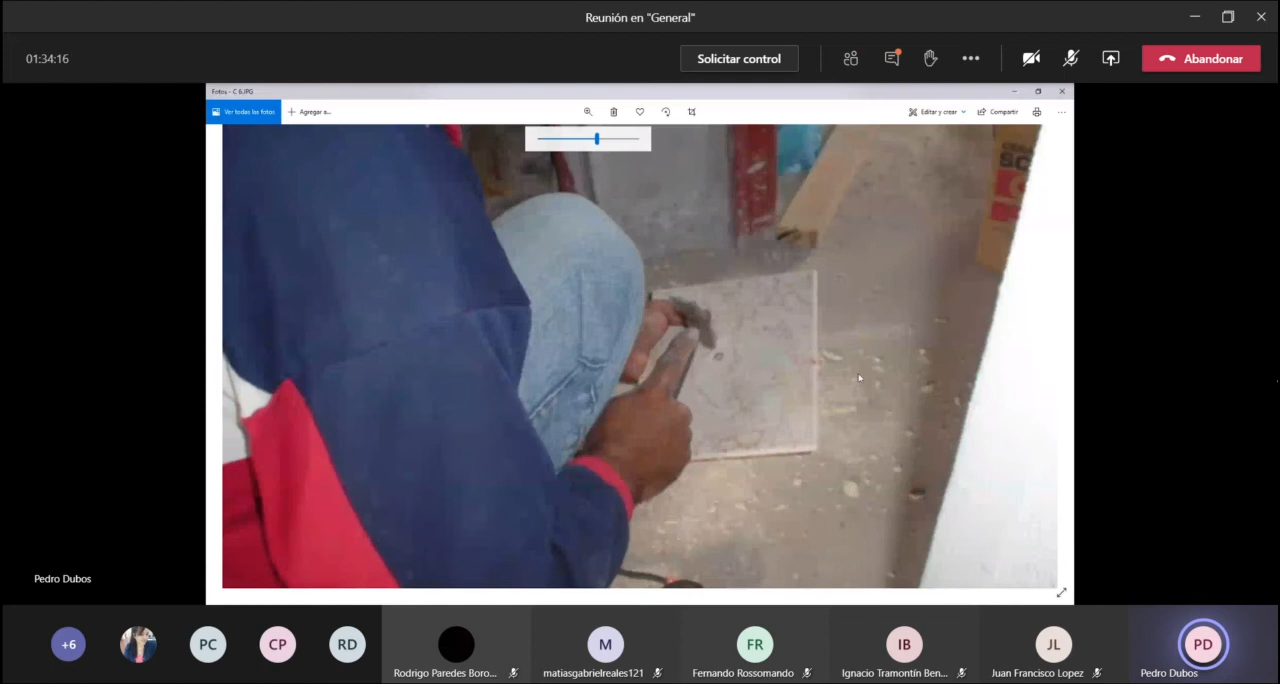 Reunión en "General"
01:34:16
Solicitar control
Abandonar
Fotos - C 6.JPG
Ver todas las fotos
Agregar a...
Editar y crear
Compartir
SC
Pedro Dubos
+6
PC
CP
RD
Rodrigo Paredes Boro...
M
matiasgabrielreales121
FR
Fernando Rossomando
IB
Ignacio Tramontín Ben...
JL
Juan Francisco Lopez
PD
Pedro Dubos